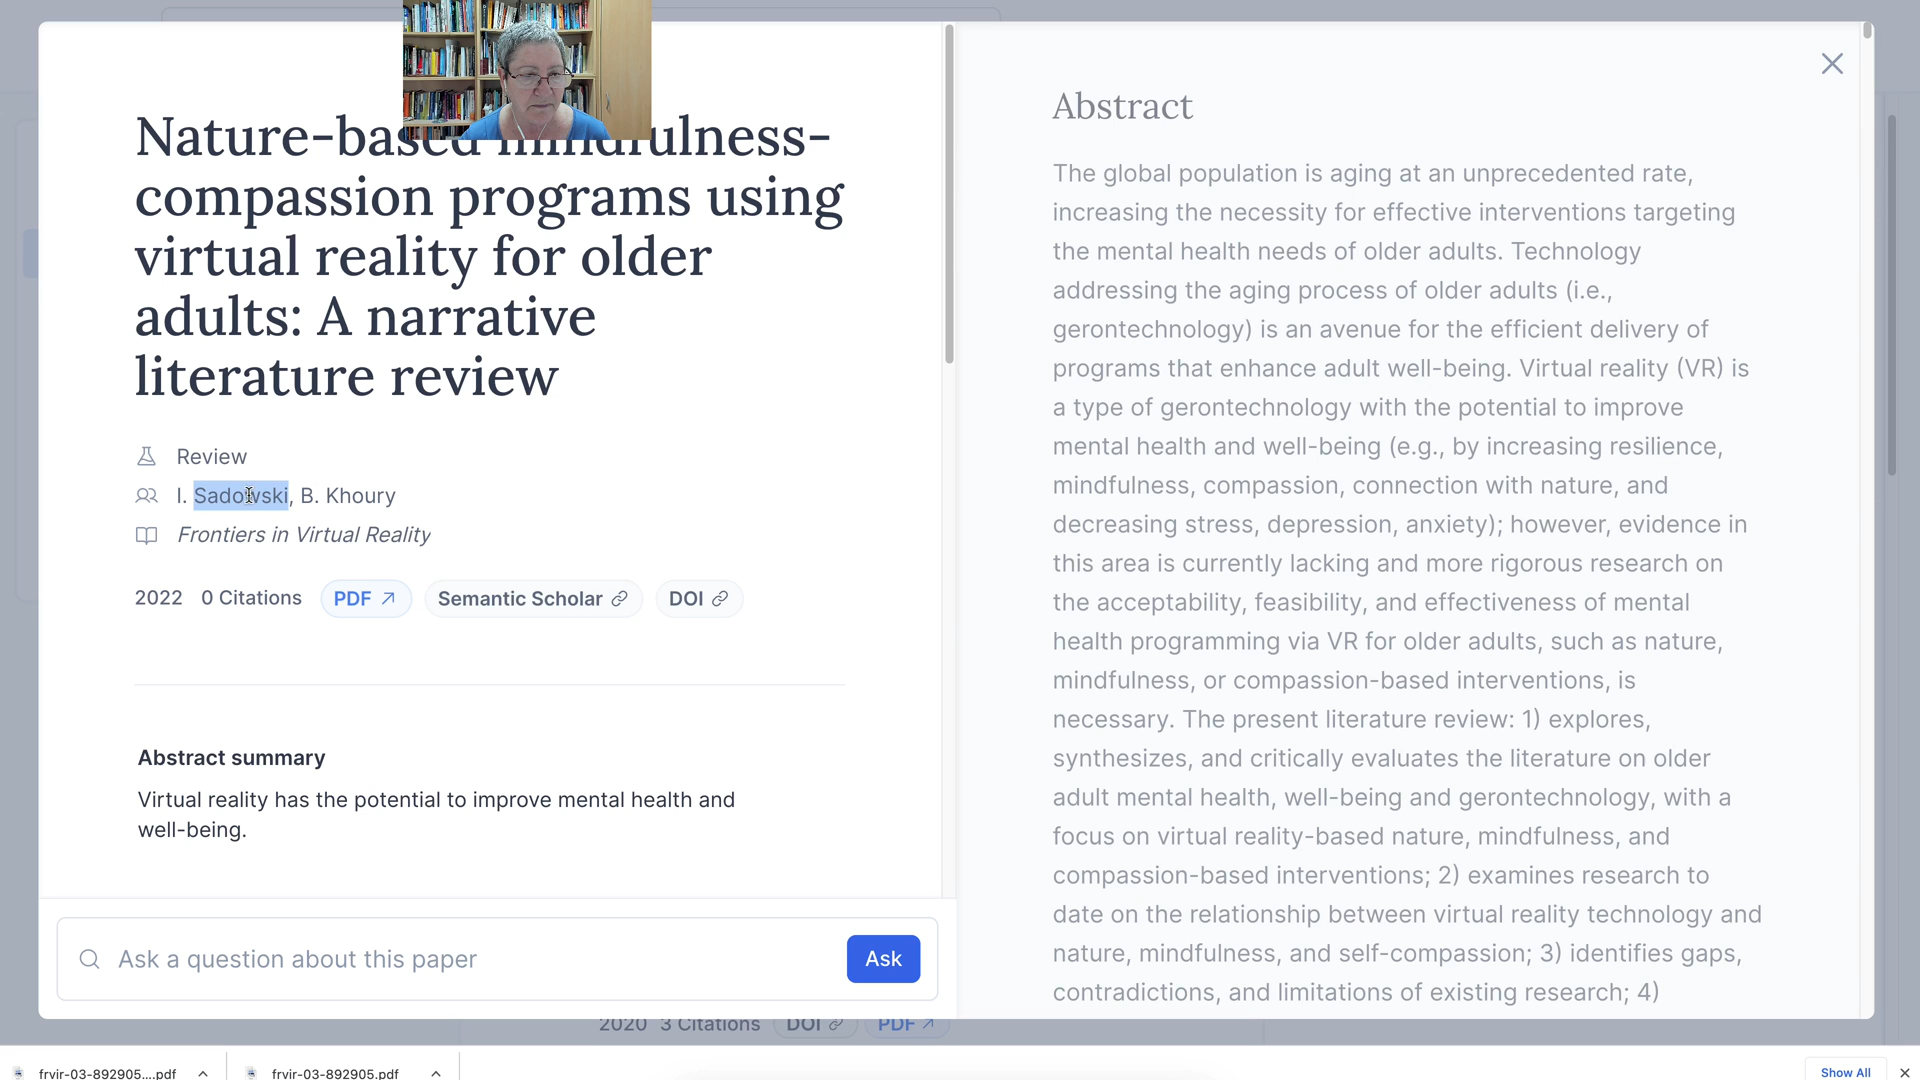 Nature-based mindfulness-
compassion programs using
virtual reality for older
adults: A narrative
literature review
Review
I. Sadowski, B. Khoury
Frontiers in Virtual Reality
2022 0 Citations PDF Semantic Scholar DOI
Abstract summary
Virtual reality has the potential to improve mental health and
well-being.
Ask a question about this paper
Ask
Abstract
The global population is aging at an unprecedented rate,
increasing the necessity for effective interventions targeting
the mental health needs of older adults. Technology
addressing the aging process of older adults (i.e.,
gerontechnology) is an avenue for the efficient delivery of
programs that enhance adult well-being. Virtual reality (VR) is
a type of gerontechnology with the potential to improve
mental health and well-being (e.g., by increasing resilience,
mindfulness, compassion, connection with nature, and
decreasing stress, depression, anxiety); however, evidence in
this area is currently lacking and more rigorous research on
the acceptability, feasibility, and effectiveness of mental
health programming via VR for older adults, such as nature,
mindfulness, or compassion-based interventions, is
necessary. The present literature review: 1) explores,
synthesizes, and critically evaluates the literature on older
adult mental health, well-being and gerontechnology, with a
focus on virtual reality-based nature, mindfulness, and
compassion-based interventions; 2) examines research to
date on the relationship between virtual reality technology and
nature, mindfulness, and self-compassion; 3) identifies gaps,
contradictions, and limitations of existing research; 4)
2020 3 Citations DOI PDF
frvir-03-892905....pdf
frvir-03-892905.pdf
Show All